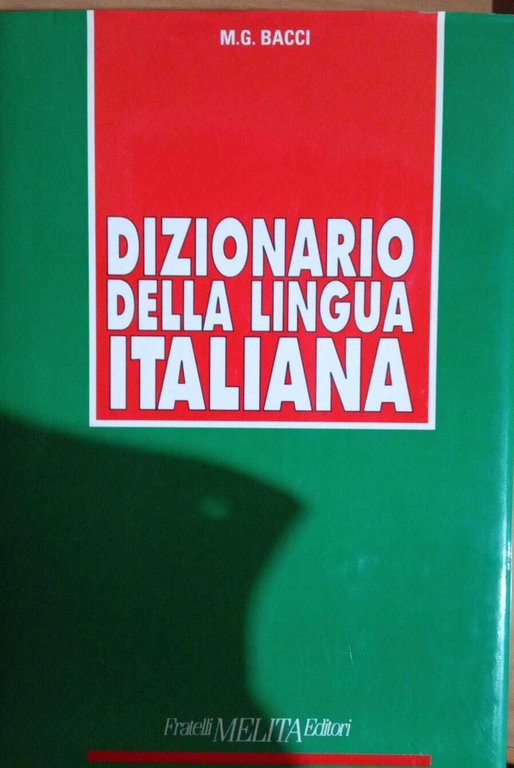 M.G. BACCI
DIZIONARIO
DELLA LINGUA
ITALIANA
Fratelli MELITA Editori